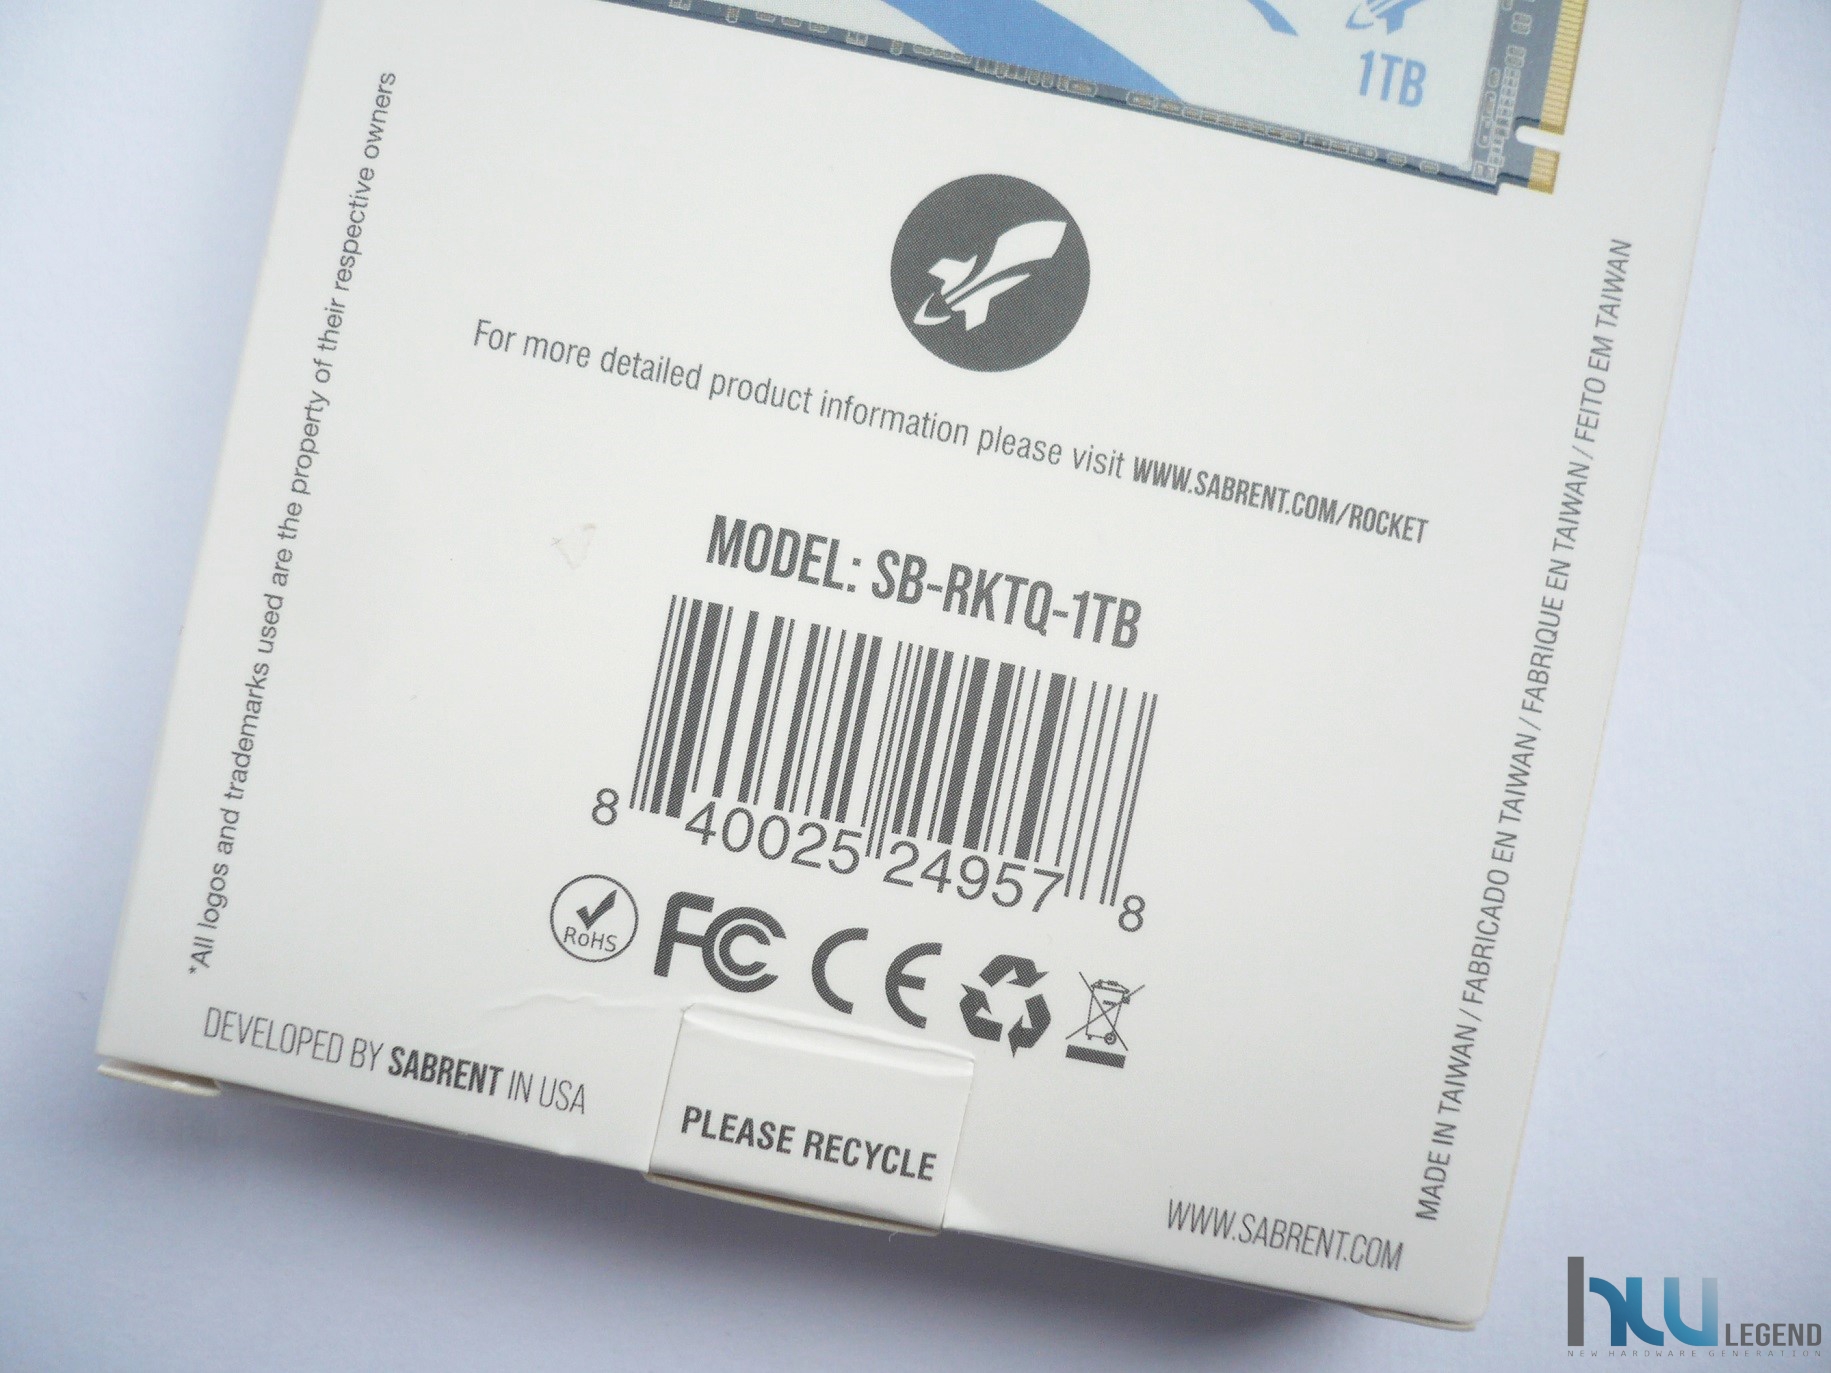 1TB
For more detailed product information please visit WWW.SABRENT.COM/ROCKET
MODEL: SB-RKTQ-1TB
8 40025 24957 8
RoHS FC CE
*All logos and trademarks used are the property of their respective owners
MADE IN TAIWAN / FABRICADO EN TAIWAN / FABRIQUE EN TAIWAN / FEITO EM TAIWAN
DEVELOPED BY SABRENT IN USA
PLEASE RECYCLE
WWW.SABRENT.COM
hw LEGEND
NEW HARDWARE GENERATION